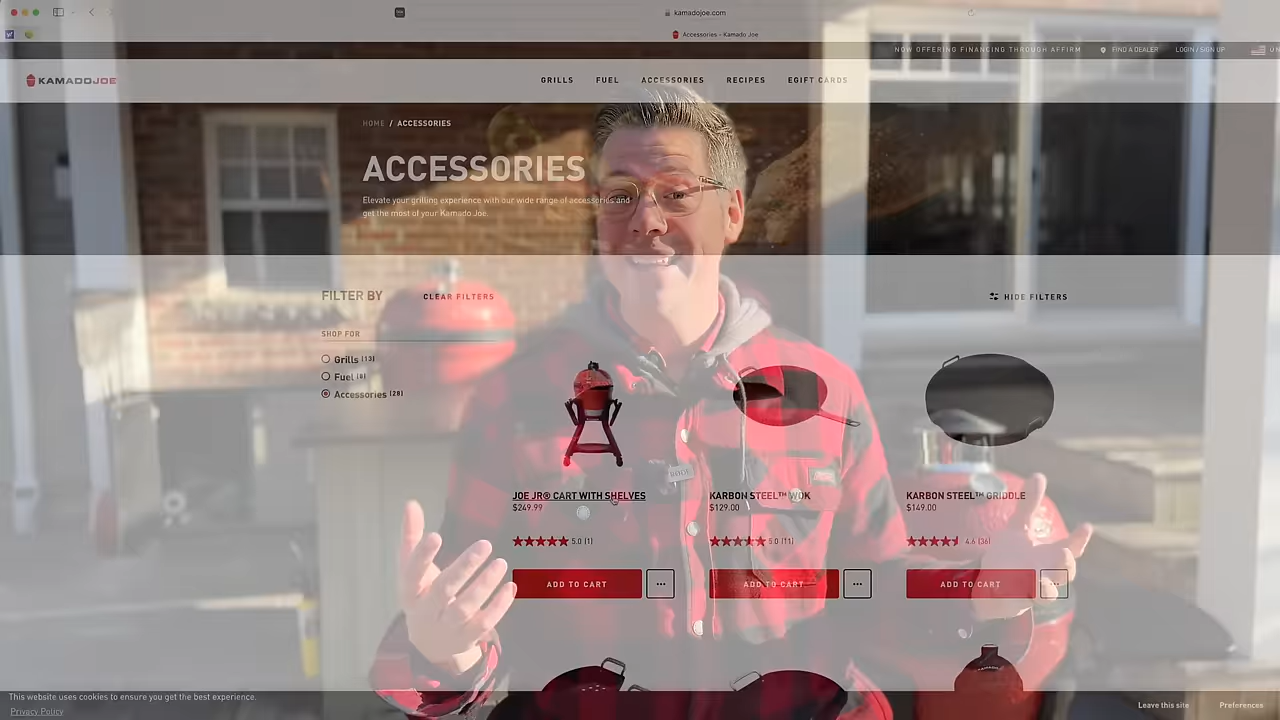 kamadojoe.com
Accessories - Kamado Joe
NOW OFFERING FINANCING THROUGH AFFIRM
FIND A DEALER
LOGIN / SIGN UP
KAMADOJOE
GRILLS
FUEL
ACCESSORIES
RECIPES
EGIFT CARDS
HOME / ACCESSORIES
ACCESSORIES
Elevate your grilling experience with our wide range of accessories and
get the most of your Kamado Joe.
FILTER BY
CLEAR FILTERS
HIDE FILTERS
SHOP FOR
Grills (13)
Fuel (8)
Accessories (28)
JOE JR® CART WITH SHELVES
$249.99
5.0 (1)
ADD TO CART
KARBON STEEL™ WOK
$129.00
5.0 (11)
ADD TO CART
KARBON STEEL™ GRIDDLE
$149.00
4.6 (36)
ADD TO CART
This website uses cookies to ensure you get the best experience.
Privacy Policy
Leave this site
Preferences